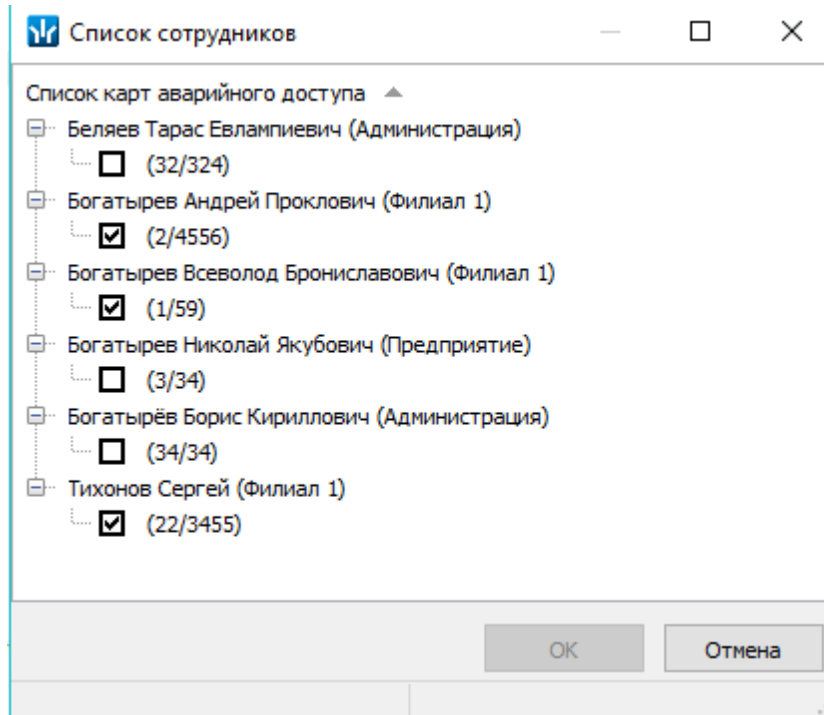 Список сотрудников
Список карт аварийного доступа
Беляев Тарас Евлампиевич (Администрация)
(32/324)
Богатырев Андрей Проклович (Филиал 1)
(2/4556)
Богатырев Всеволод Брониславович (Филиал 1)
(1/59)
Богатырев Николай Якубович (Предприятие)
(3/34)
Богатырёв Борис Кириллович (Администрация)
(34/34)
Тихонов Сергей (Филиал 1)
(22/3455)
ОК Отмена